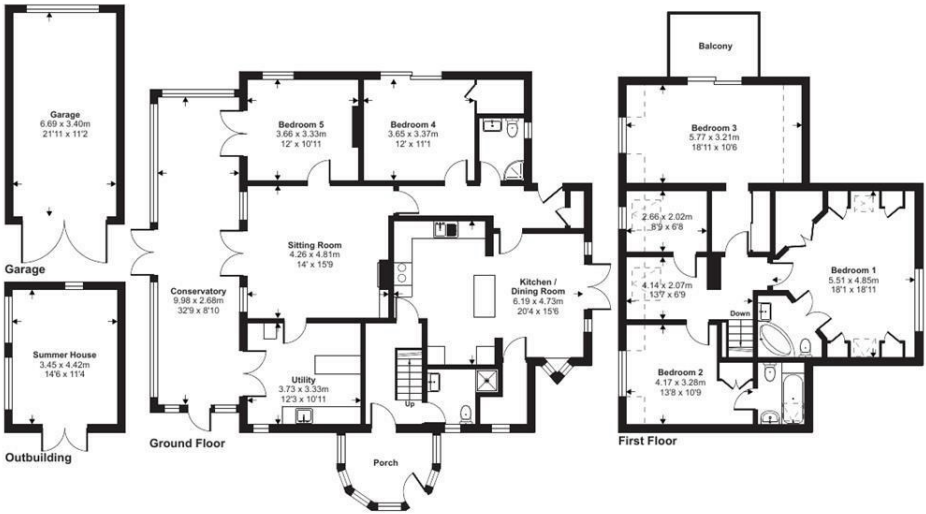 Garage
6.69 x 3.40m
21'11 x 11'2
Garage
Summer House
3.45 x 4.42m
14'6 x 11'4
Outbuilding
Bedroom 5
3.66 x 3.33m
12' x 10'11
Bedroom 4
3.65 x 3.37m
12' x 11'1
Sitting Room
4.26 x 4.81m
14' x 15'9
Conservatory
9.98 x 2.68m
32'9 x 8'10
Kitchen /
Dining Room
6.19 x 4.73m
20'4 x 15'6
Utility
3.73 x 3.33m
12'3 x 10'11
Up
Porch
Ground Floor
Balcony
Bedroom 3
5.77 x 3.21m
18'11 x 10'6
2.66 x 2.02m
8'9 x 6'8
4.14 x 2.07m
13'7 x 6'9
Bedroom 1
5.51 x 4.85m
18'1 x 18'11
Down
Bedroom 2
4.17 x 3.28m
13'8 x 10'9
First Floor